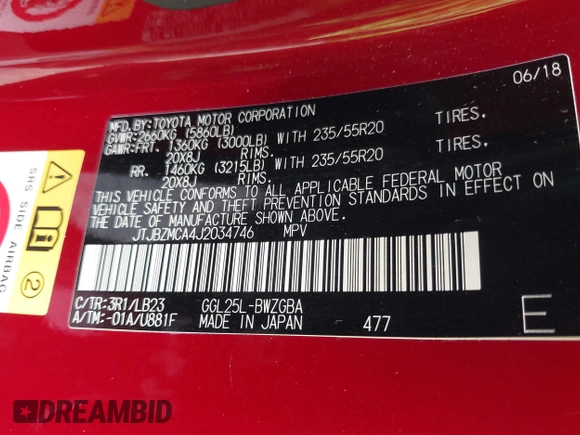 06/18
MFD.BY:TOYOTA MOTOR CORPORATION
GVWR:2660KG (5860LB)
GAWR:FRT. 1360KG (3000LB) WITH 235/55R20 TIRES,
20X8J RIMS.
RR. 1460KG (3215LB) WITH 235/55R20 TIRES,
20X8J RIMS.
THIS VEHICLE CONFORMS TO ALL APPLICABLE FEDERAL MOTOR
VEHICLE SAFETY AND THEFT PREVENTION STANDARDS IN EFFECT ON
THE DATE OF MANUFACTURE SHOWN ABOVE.
JTJBZMCA4J2034746 MPV
C/TR:3R1/LB23 GGL25L-BWZGBA
A/TM:-01A/U881F MADE IN JAPAN 477 E
SRS SIDE AIRBAG
2
DREAMBID